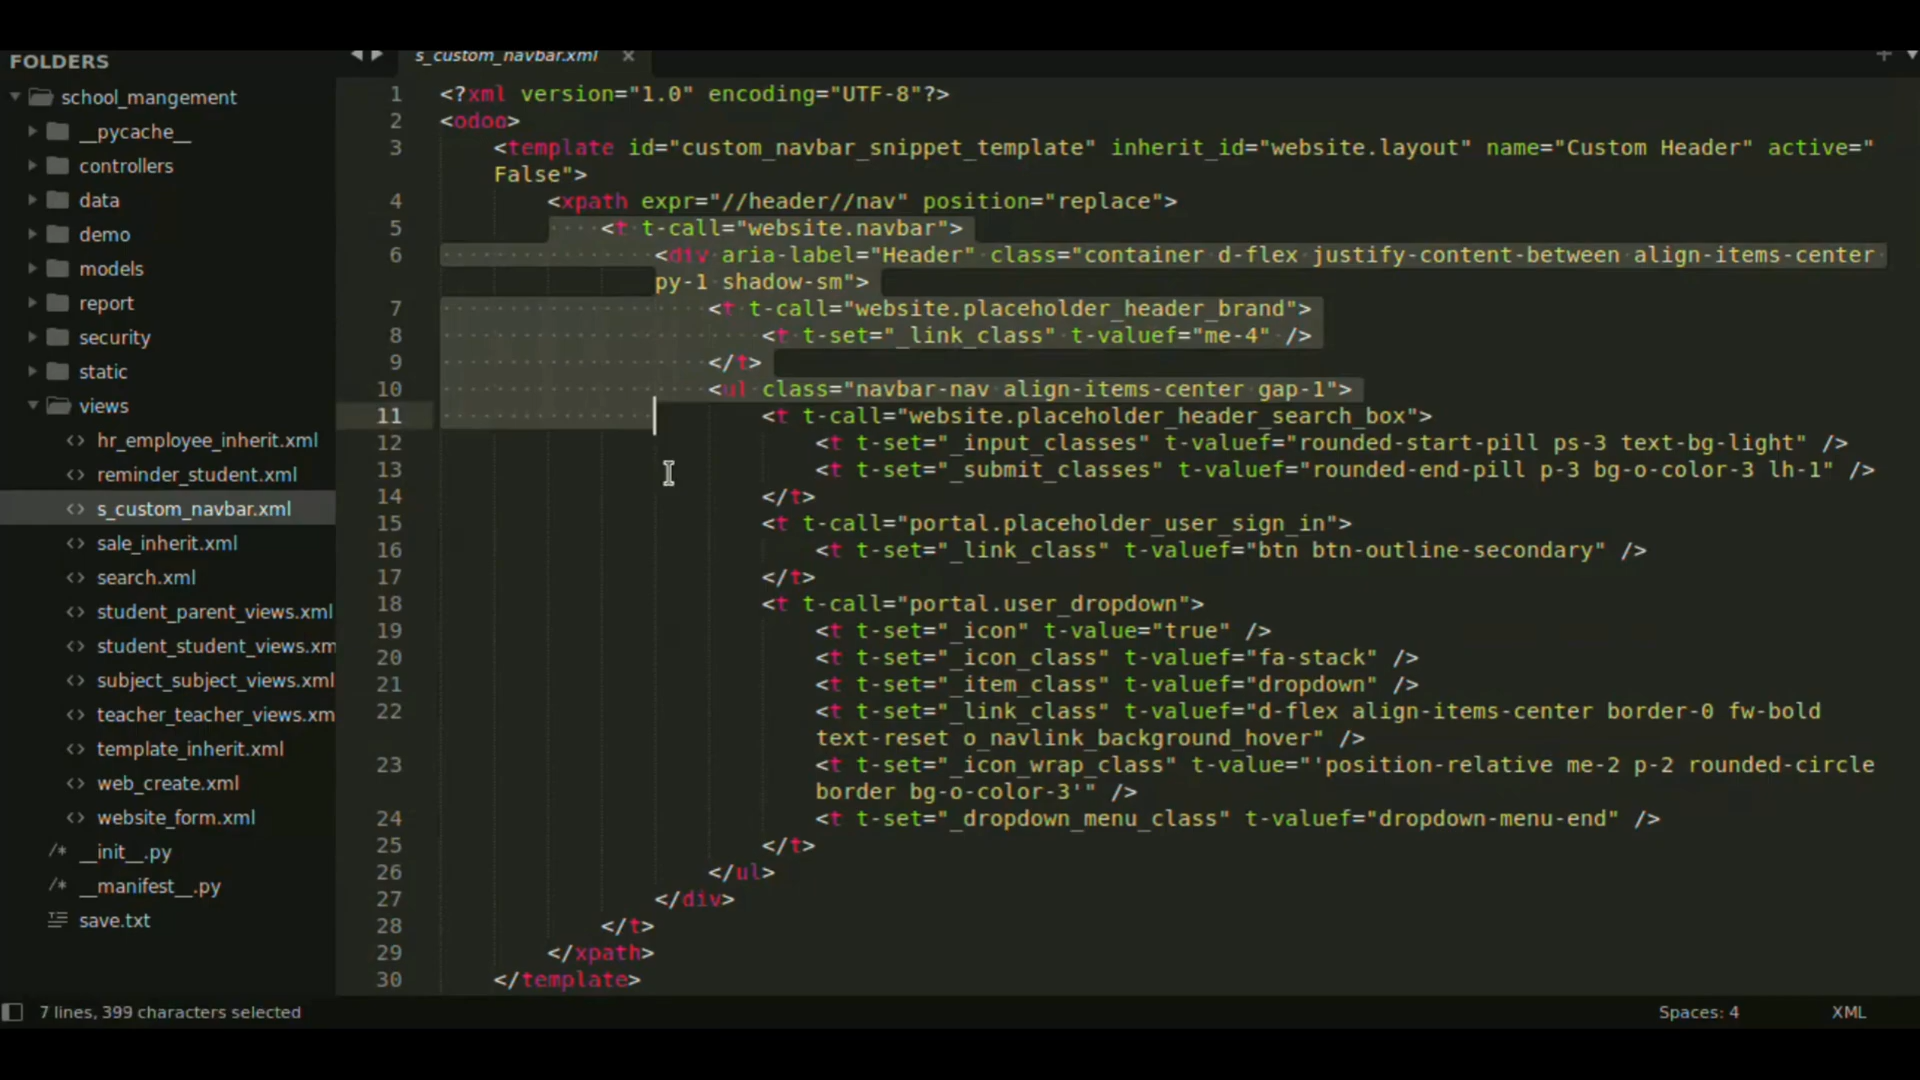 FOLDERS
school_mangement
__pycache__
controllers
data
demo
models
report
security
static
views
hr_employee_inherit.xml
reminder_student.xml
s_custom_navbar.xml
sale_inherit.xml
search.xml
student_parent_views.xml
student_student_views.xm
subject_subject_views.xml
teacher_teacher_views.xm
template_inherit.xml
web_create.xml
website_form.xml
__init__.py
__manifest__.py
save.txt
s_custom_navbar.xml
1 <?xml version="1.0" encoding="UTF-8"?>
2 <odoo>
3 <template id="custom_navbar_snippet_template" inherit_id="website.layout" name="Custom Header" active="
False">
4 <xpath expr="//header//nav" position="replace">
5 <t t-call="website.navbar">
6 <div aria-label="Header" class="container d-flex justify-content-between align-items-center
py-1 shadow-sm">
7 <t t-call="website.placeholder_header_brand">
8 <t t-set="_link_class" t-valuef="me-4" />
9 </t>
10 <ul class="navbar-nav align-items-center gap-1">
11 <t t-call="website.placeholder_header_search_box">
12 <t t-set="_input_classes" t-valuef="rounded-start-pill ps-3 text-bg-light" />
13 <t t-set="_submit_classes" t-valuef="rounded-end-pill p-3 bg-o-color-3 lh-1" />
14 </t>
15 <t t-call="portal.placeholder_user_sign_in">
16 <t t-set="_link_class" t-valuef="btn btn-outline-secondary" />
17 </t>
18 <t t-call="portal.user_dropdown">
19 <t t-set="_icon" t-value="true" />
20 <t t-set="_icon_class" t-valuef="fa-stack" />
21 <t t-set="_item_class" t-valuef="dropdown" />
22 <t t-set="_link_class" t-valuef="d-flex align-items-center border-0 fw-bold
text-reset o_navlink_background_hover" />
23 <t t-set="_icon_wrap_class" t-value="'position-relative me-2 p-2 rounded-circle
border bg-o-color-3'" />
24 <t t-set="_dropdown_menu_class" t-valuef="dropdown-menu-end" />
25 </t>
26 </ul>
27 </div>
28 </t>
29 </xpath>
30 </template>
7 lines, 399 characters selected
Spaces: 4
XML